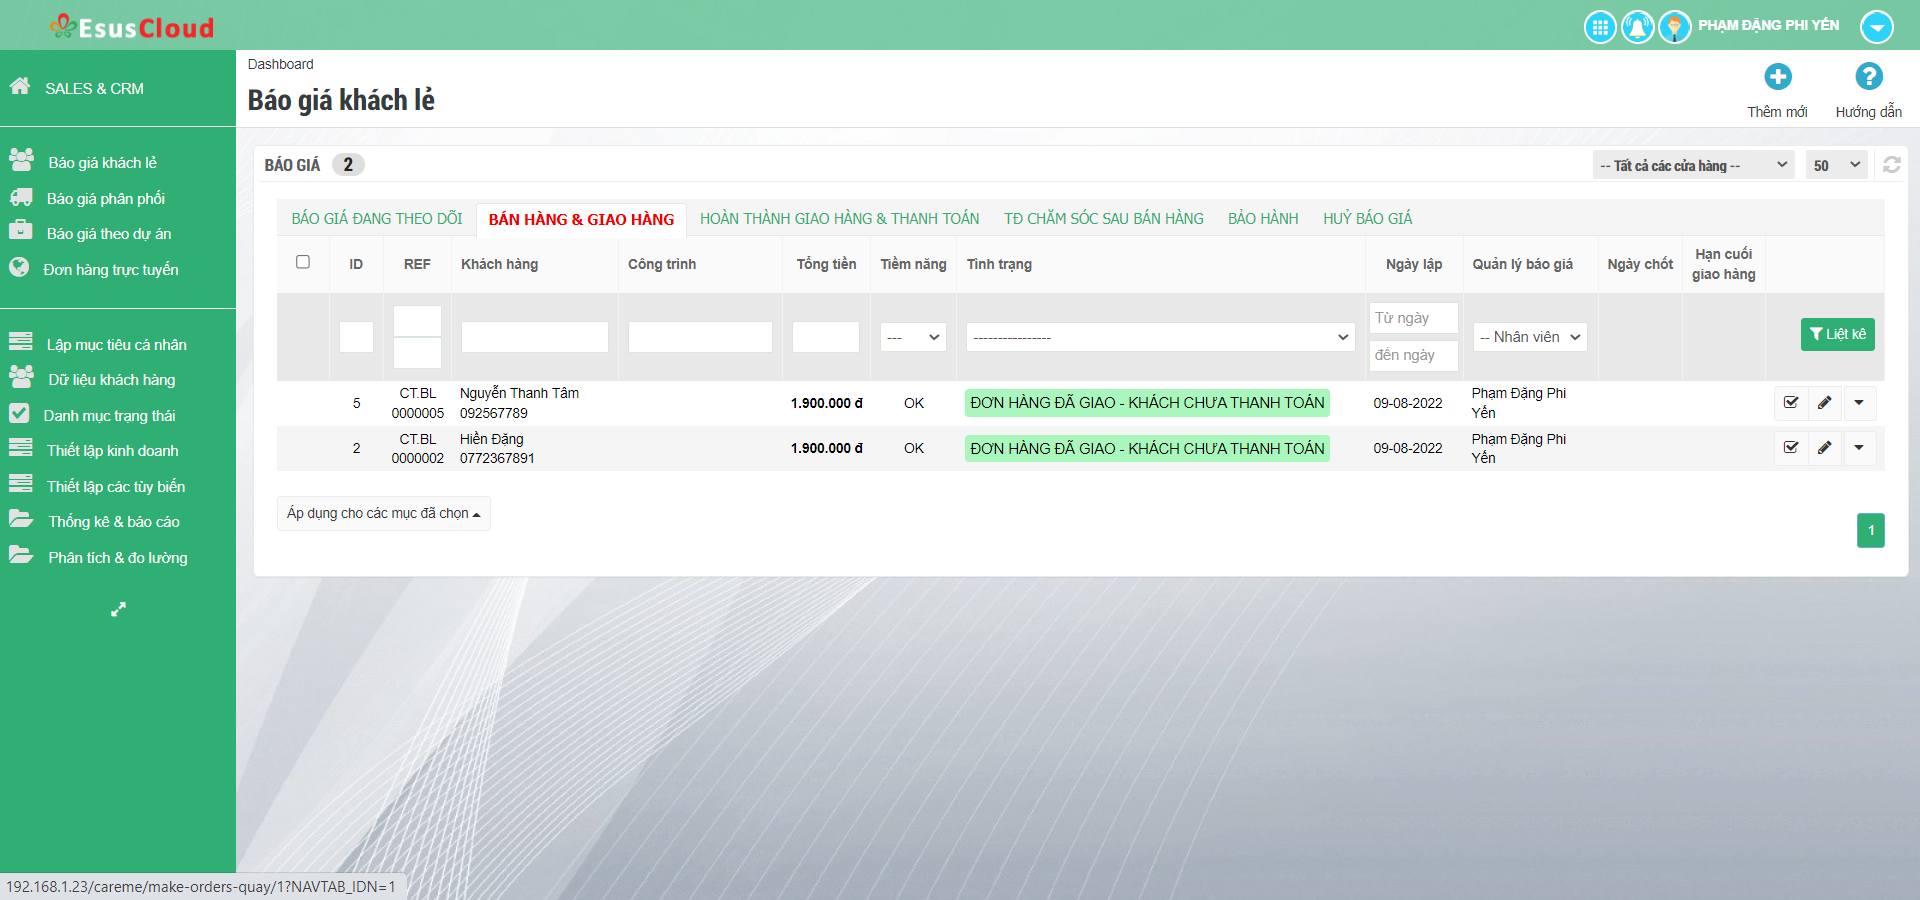 EsusCloud
PHẠM ĐẶNG PHI YẾN
SALES & CRM
Báo giá khách lẻ
Báo giá phân phối
Báo giá theo dự án
Đơn hàng trực tuyến
Lập mục tiêu cá nhân
Dữ liệu khách hàng
Danh mục trạng thái
Thiết lập kinh doanh
Thiết lập các tùy biến
Thống kê & báo cáo
Phân tích & đo lường
Dashboard
Báo giá khách lẻ
Thêm mới
Hướng dẫn
BÁO GIÁ 2
-- Tất cả các cửa hàng --
50
BÁO GIÁ ĐANG THEO DÕI
BÁN HÀNG & GIAO HÀNG
HOÀN THÀNH GIAO HÀNG & THANH TOÁN
TĐ CHĂM SÓC SAU BÁN HÀNG
BẢO HÀNH
HUỶ BÁO GIÁ
ID
REF
Khách hàng
Công trình
Tổng tiền
Tiềm năng
Tình trạng
Ngày lập
Quản lý báo giá
Ngày chốt
Hạn cuối
giao hàng
---
----------------
Từ ngày
đến ngày
-- Nhân viên
Liệt kê
5
CT.BL
0000005
Nguyễn Thanh Tâm
092567789
1.900.000 đ
OK
ĐƠN HÀNG ĐÃ GIAO - KHÁCH CHƯA THANH TOÁN
09-08-2022
Phạm Đặng Phi
Yến
2
CT.BL
0000002
Hiền Đặng
0772367891
1.900.000 đ
OK
ĐƠN HÀNG ĐÃ GIAO - KHÁCH CHƯA THANH TOÁN
09-08-2022
Phạm Đặng Phi
Yến
Áp dụng cho các mục đã chọn
1
192.168.1.23/careme/make-orders-quay/1?NAVTAB_IDN=1